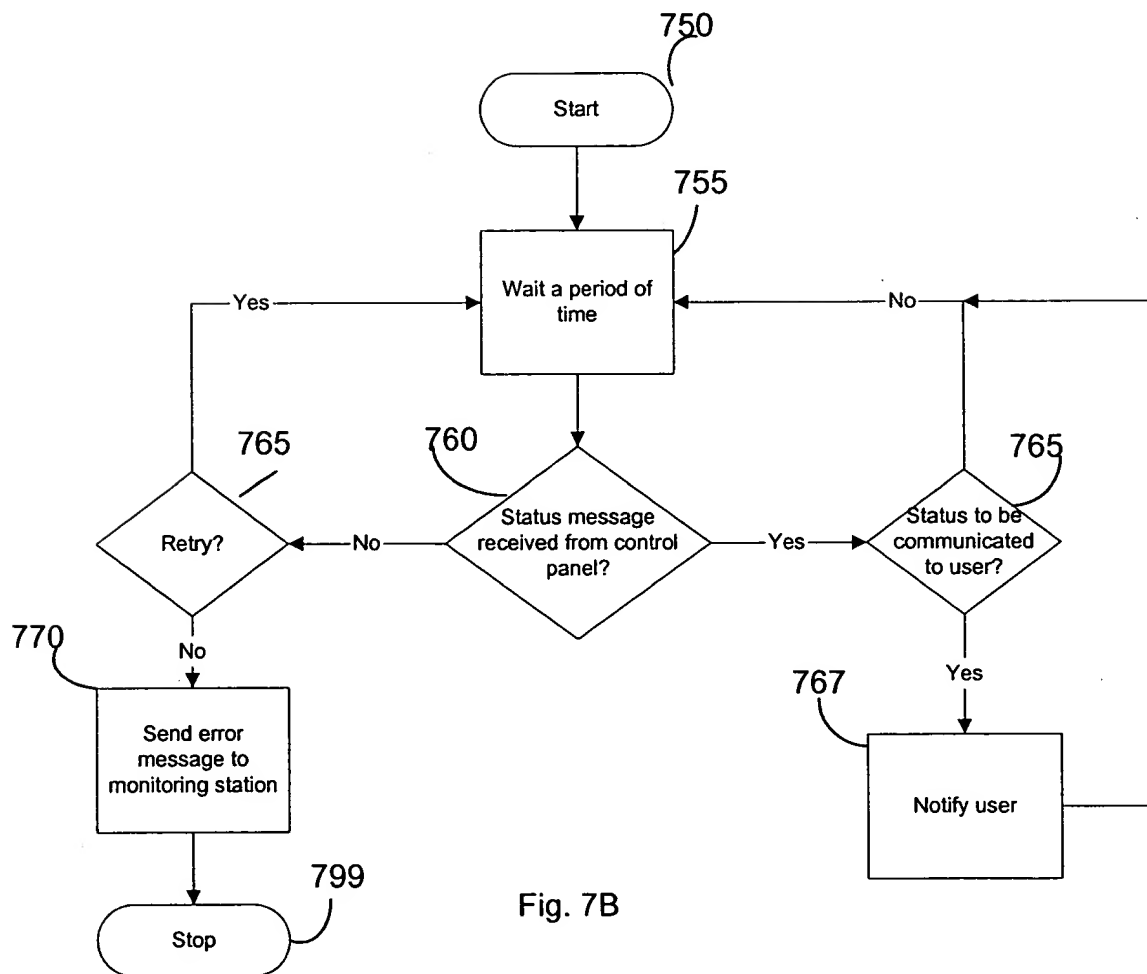 750
Start
755
Wait a period of
time
Yes
No
765
760
765
Retry?
No
Status message
received from control
panel?
Yes
Status to be
communicated
to user?
770
No
Yes
767
Send error
message to
monitoring station
Notify user
799
Stop
Fig. 7B